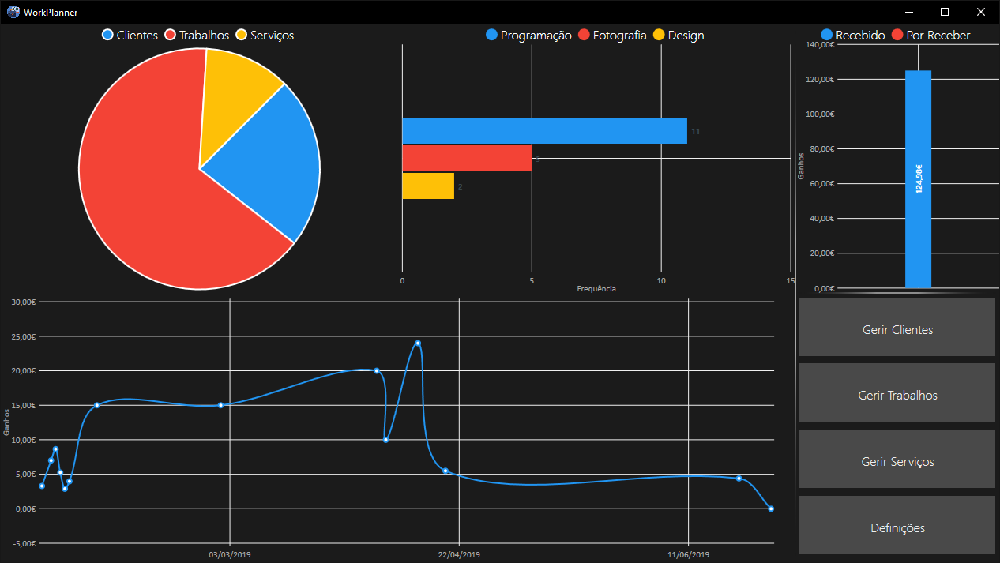 WorkPlanner
Clientes Trabalhos Serviços
Programação Fotografia Design
11
5
2
0 5 10 15
Frequência
Recebido Por Receber
140,00€
120,00€
100,00€
80,00€
60,00€
40,00€
20,00€
0,00€
Ganhos
124,98€
30,00€
25,00€
20,00€
15,00€
10,00€
5,00€
0,00€
-5,00€
Ganhos
03/03/2019 22/04/2019 11/06/2019
Gerir Clientes
Gerir Trabalhos
Gerir Serviços
Definições